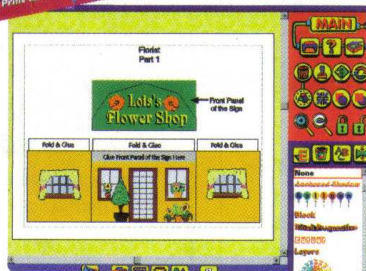 Print
MAIN
Florist
Part 1
Lois's
Flower Shop
Front Panel
of the Sign
Fold & Glue
Fold & Glue
Fold & Glue
Glue Front Panel of the Sign Here
None
Block
Layers